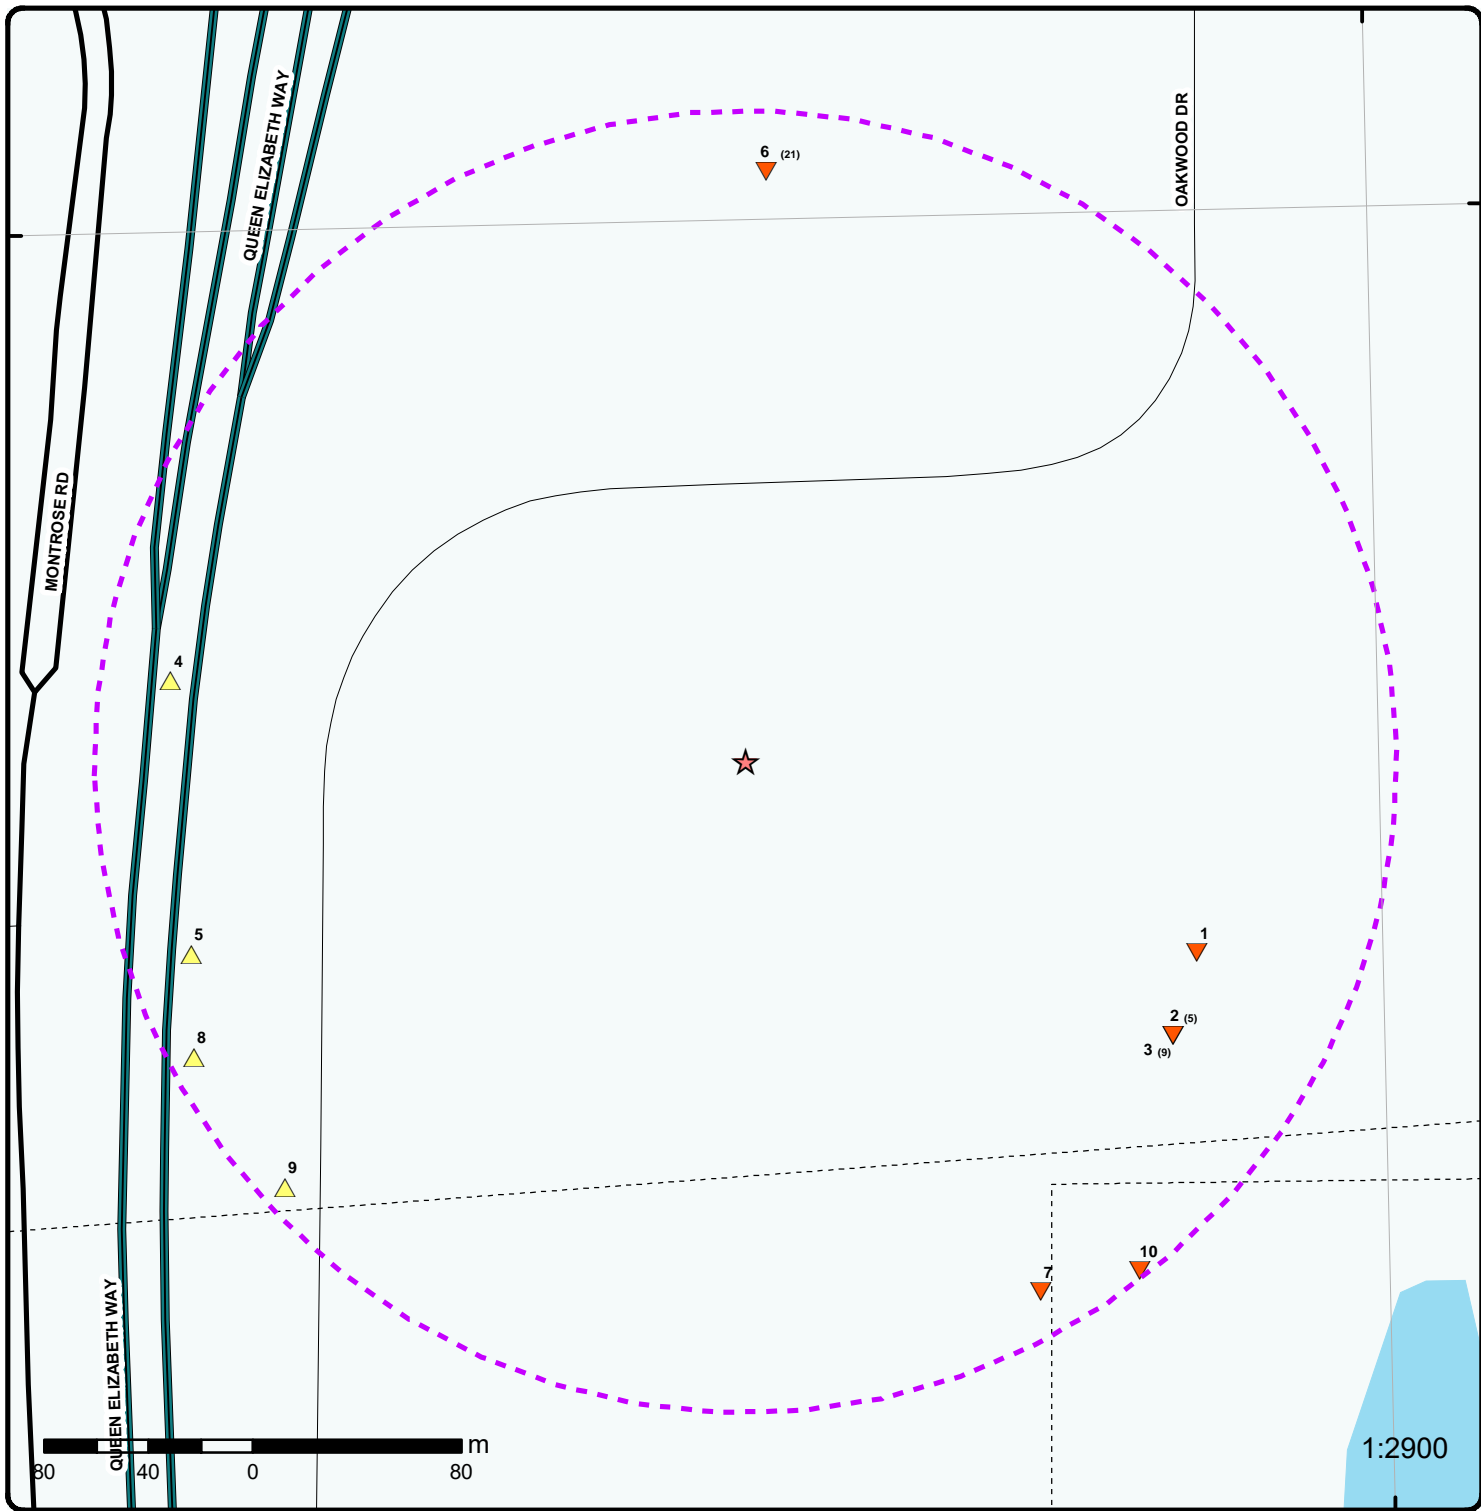 QUEEN ELIZABETH WAY
OAKWOOD DR
6 (21)
MONTROSE RD
4
5
1
8
2 (5)
3 (9)
9
10
7
QUEEN ELIZABETH WAY
m
1:2900
80 40 0 80